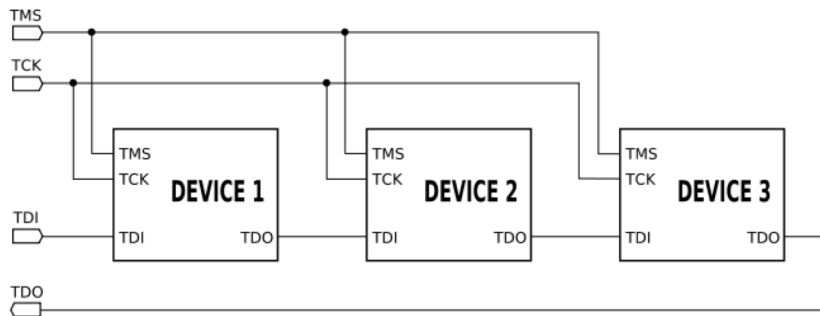 TMS
TCK
TMS
TCK
DEVICE 1
TDI
TDO
TMS
TCK
DEVICE 2
TDI
TDO
TMS
TCK
DEVICE 3
TDI
TDO
TDI
TDO